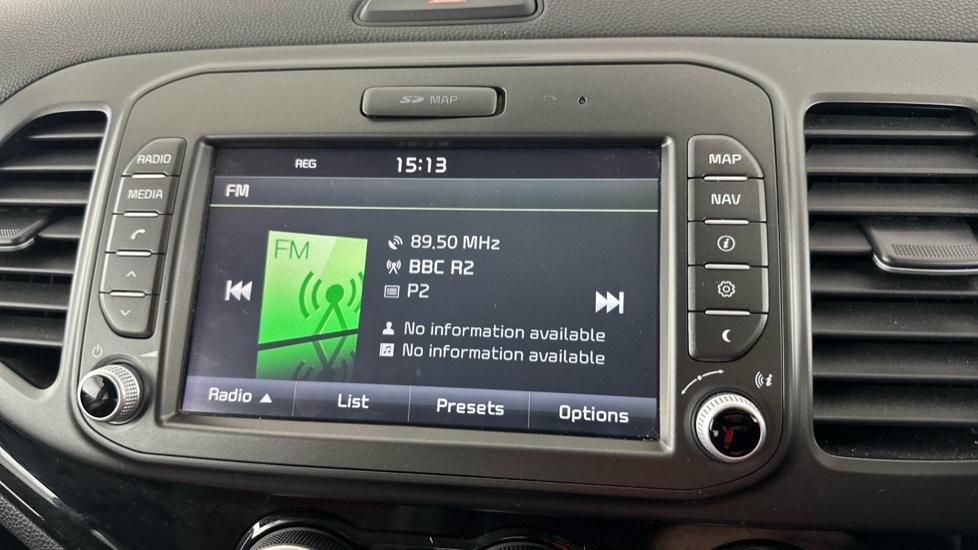 SD MAP
RADIO
MEDIA
REG 15:13
FM
FM
89.50 MHz
BBC R2
P2
No information available
No information available
Radio ▲ List Presets Options
MAP
NAV